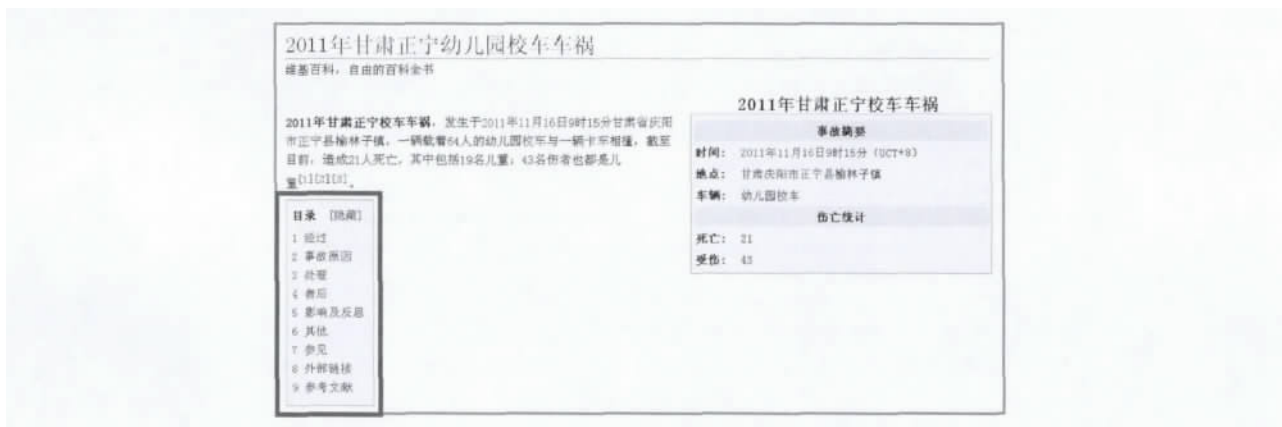 2011年甘肃正宁幼儿园校车车祸
维基百科，自由的百科全书
2011年甘肃正宁校车车祸，发生于2011年11月16日9时15分甘肃省庆阳
市正宁县榆林子镇，一辆载着64人的幼儿园校车与一辆卡车相撞，截至
目前，造成21人死亡，其中包括19名儿童；43名伤者也都是儿
童[1][2][3]。
目录 [隐藏]
1 经过
2 事故原因
3 处理
4 善后
5 影响及反思
6 其他
7 参见
8 外部链接
9 参考文献
2011年甘肃正宁校车车祸
事故摘要
时间： 2011年11月16日9时15分（UCT+8）
地点： 甘肃庆阳市正宁县榆林子镇
车辆： 幼儿园校车
伤亡统计
死亡： 21
受伤： 43